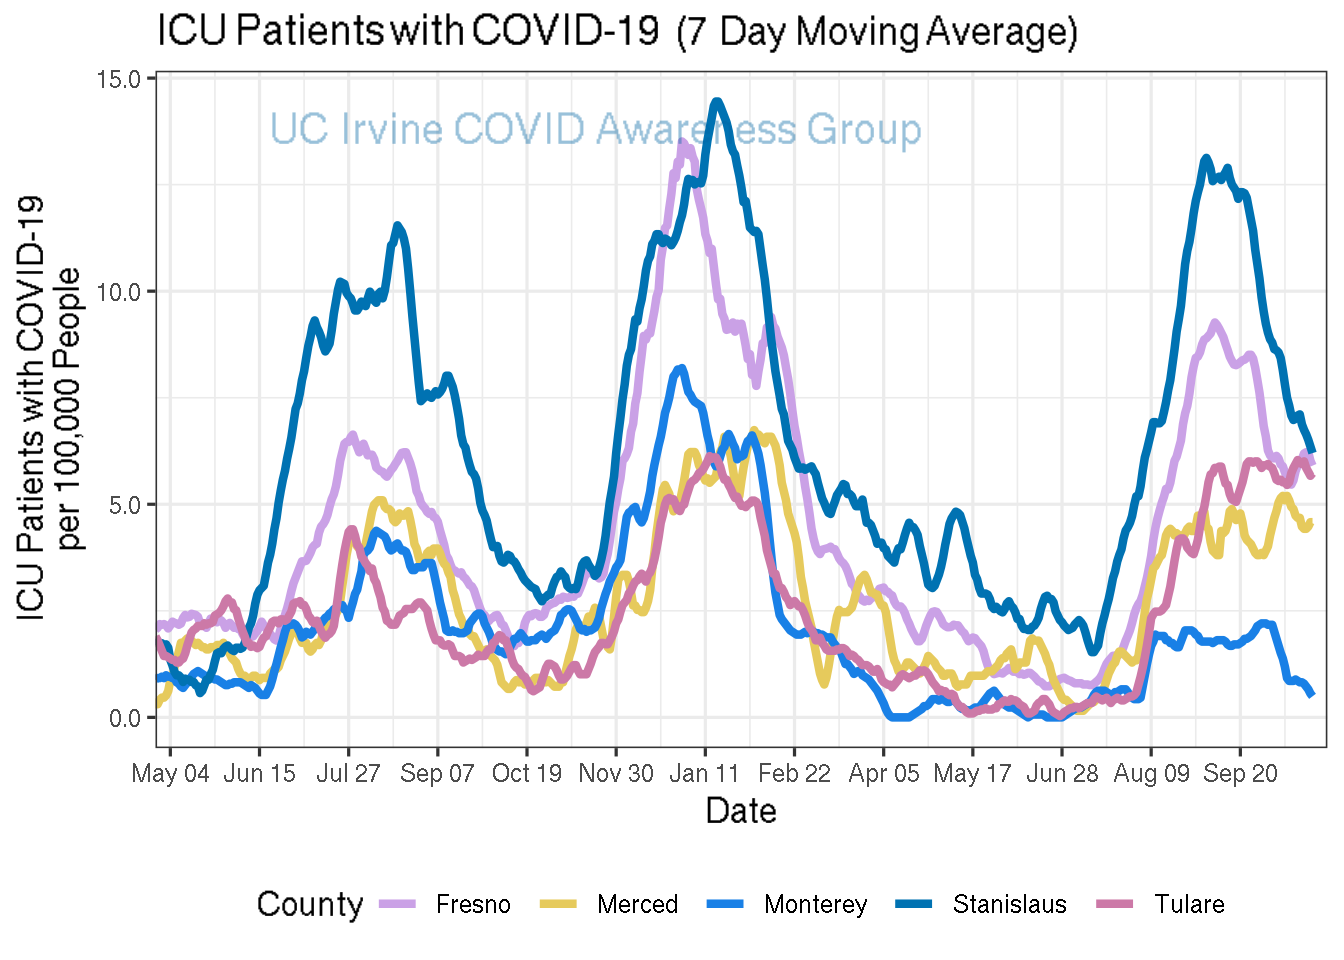 ICU Patients with COVID-19 (7 Day Moving Average)
UC Irvine COVID Awareness Group
ICU Patients with COVID-19
per 100,000 People
15.0
10.0
5.0
0.0
May 04 Jun 15 Jul 27 Sep 07 Oct 19 Nov 30 Jan 11 Feb 22 Apr 05 May 17 Jun 28 Aug 09 Sep 20
Date
County Fresno Merced Monterey Stanislaus Tulare